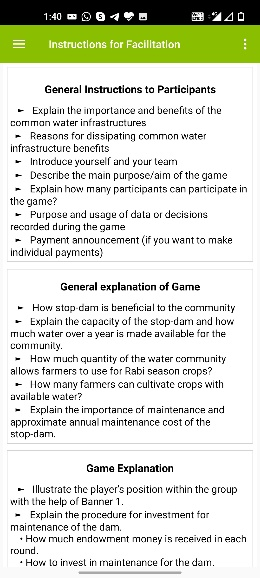 1:40
Instructions for Facilitation
General Instructions to Participants
► Explain the importance and benefits of the
common water infrastructures
► Reasons for dissipating common water
infrastructure benefits
► Introduce yourself and your team
► Describe the main purpose/aim of the game
► Explain how many participants can participate in
the game?
► Purpose and usage of data or decisions
recorded during the game
► Payment announcement (if you want to make
individual payments)
General explanation of Game
► How stop-dam is beneficial to the community
► Explain the capacity of the stop-dam and how
much water over a year is made available for the
community.
► How much quantity of the water community
allows farmers to use for Rabi season crops?
► How many farmers can cultivate crops with
available water?
► Explain the importance of maintenance and
approximate annual maintenance cost of the
stop-dam.
Game Explanation
► Illustrate the player's position within the group
with the help of Banner 1.
► Explain the procedure for investment for
maintenance of the dam.
• How much endowment money is received in each
round.
• How to invest in maintenance for the dam.